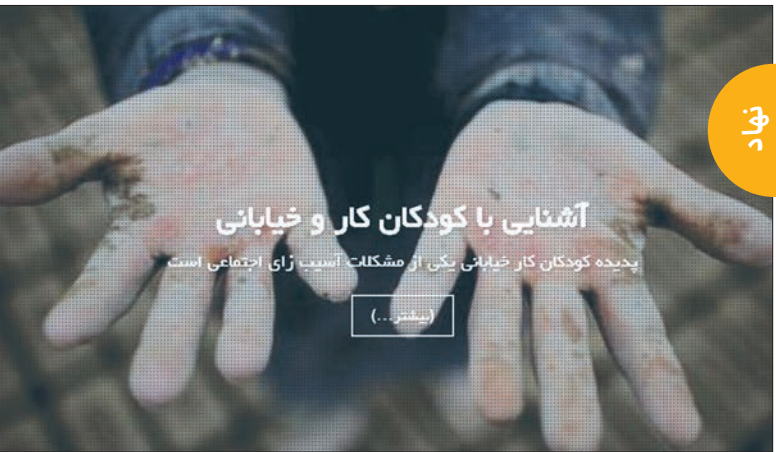 نهاد
آشنایی با کودکان کار و خیابانی
پدیده کودکان کار خیابانی یکی از مشکلات آسیب زای اجتماعی است
(بیشتر...)